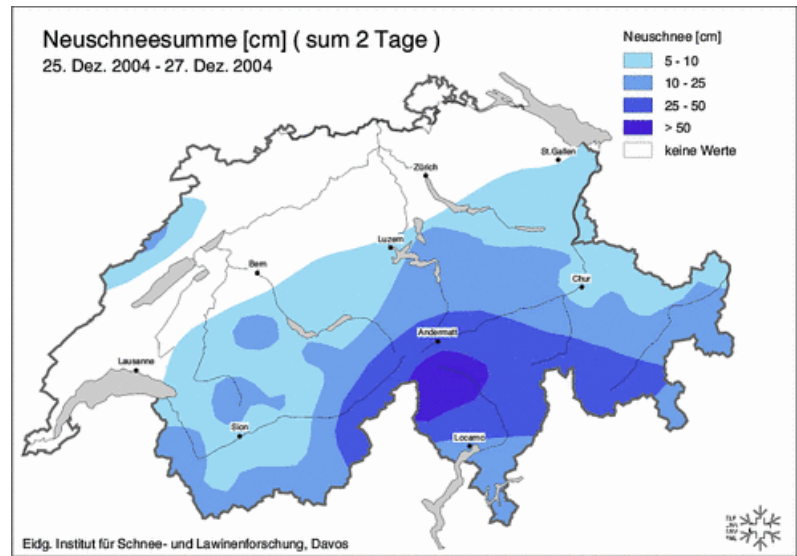 Neuschneesumme [cm] ( sum 2 Tage )
25. Dez. 2004 - 27. Dez. 2004
Neuschnee [cm]
5 - 10
10 - 25
25 - 50
> 50
keine Werte
St.Gallen
Zürich
Luzern
Bern
Chur
Andermatt
Lausanne
Sion
Locarno
Eidg. Institut für Schnee- und Lawinenforschung, Davos